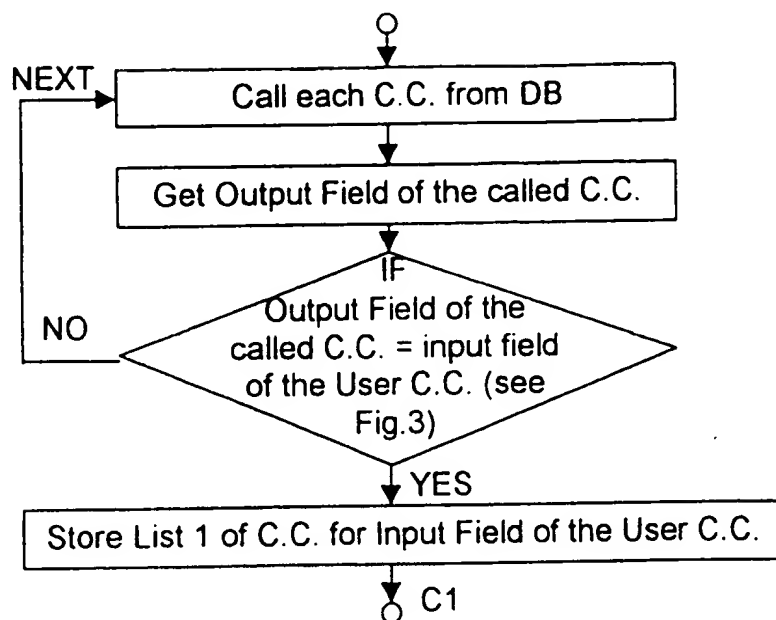 NEXT
Call each C.C. from DB
Get Output Field of the called C.C.
IF
Output Field of the
called C.C. = input field
of the User C.C. (see
Fig.3)
NO
YES
Store List 1 of C.C. for Input Field of the User C.C.
C1